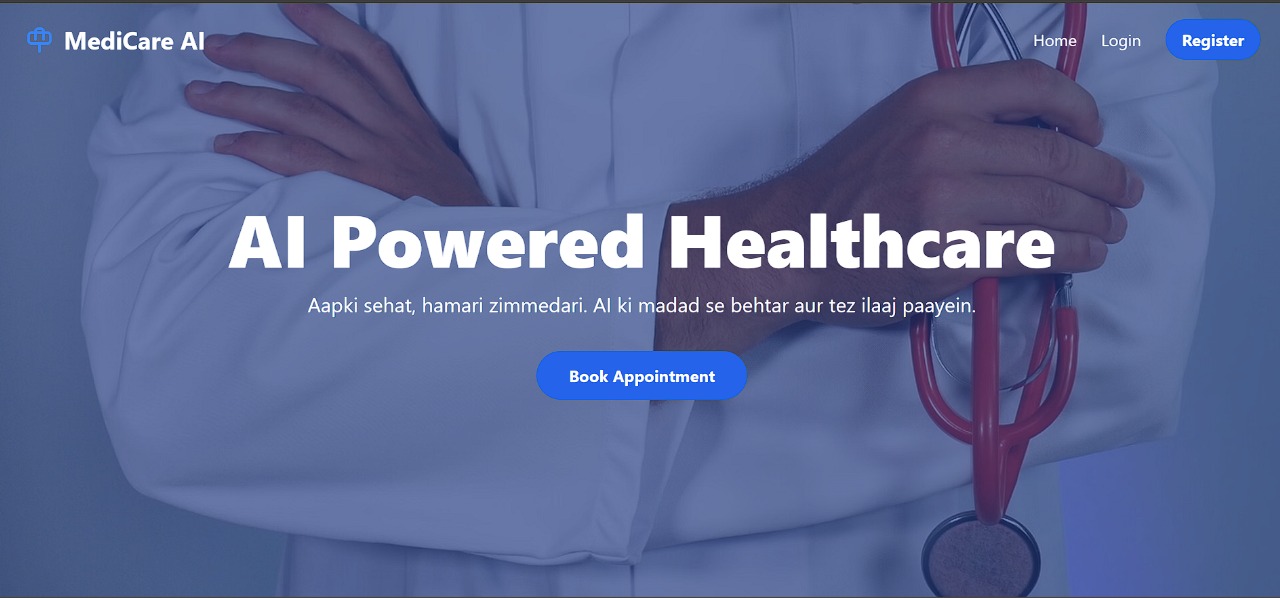 MediCare AI
Home
Login
Register
AI Powered Healthcare
Aapki sehat, hamari zimmedari. AI ki madad se behtar aur tez ilaaj paayein.
Book Appointment